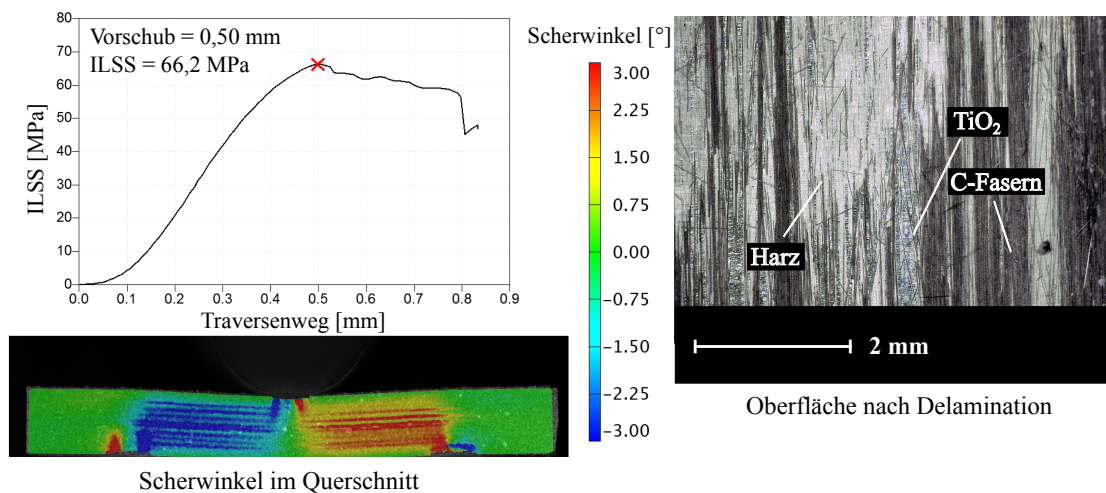 Vorschub = 0,50 mm
ILSS = 66,2 MPa
ILSS [MPa]
80
70
60
50
40
30
20
10
0
0.0 0.1 0.2 0.3 0.4 0.5 0.6 0.7 0.8 0.9
Traversenweg [mm]
Scherwinkel im Querschnitt
Scherwinkel [°]
3.00
2.25
1.50
0.75
0.00
−0.75
−1.50
−2.25
−3.00
TiO₂
C-Fasern
Harz
2 mm
Oberfläche nach Delamination